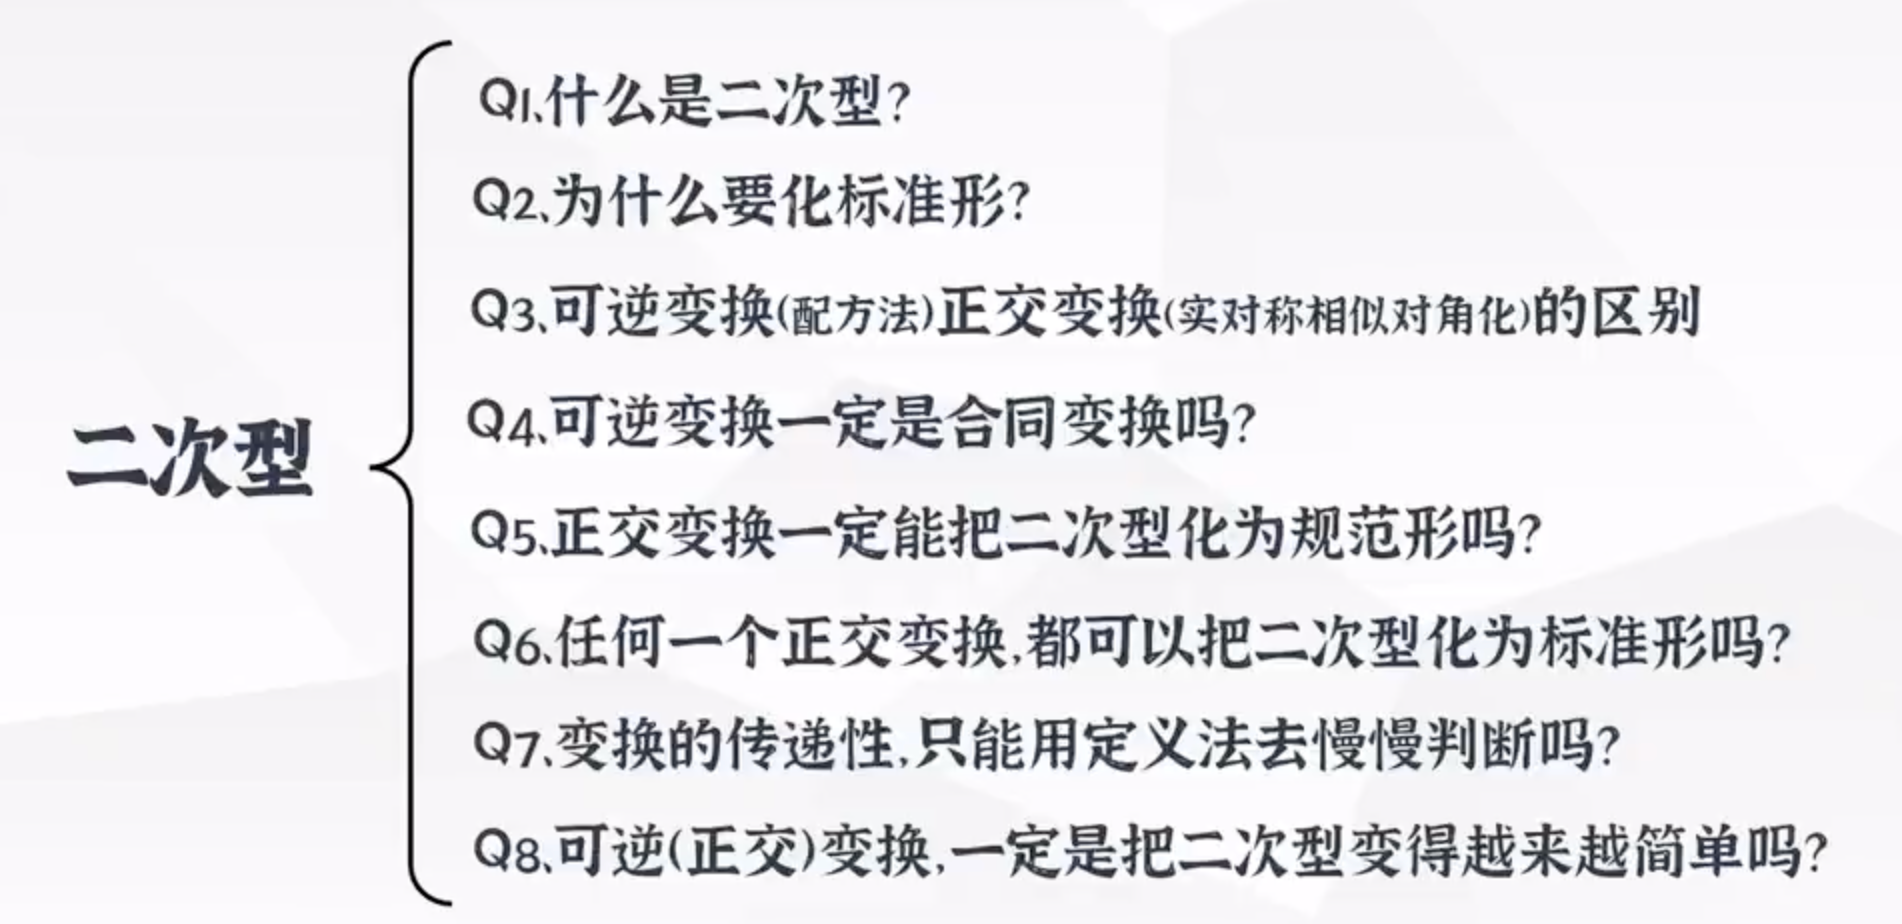 二次型
Q1、什么是二次型?
Q2、为什么要化标准形?
Q3、可逆变换(配方法)正交变换(实对称相似对角化)的区别
Q4、可逆变换一定是合同变换吗?
Q5、正交变换一定能把二次型化为规范形吗?
Q6、任何一个正交变换,都可以把二次型化为标准形吗?
Q7、变换的传递性,只能用定义法去慢慢判断吗?
Q8、可逆(正交)变换,一定是把二次型变得越来越简单吗?